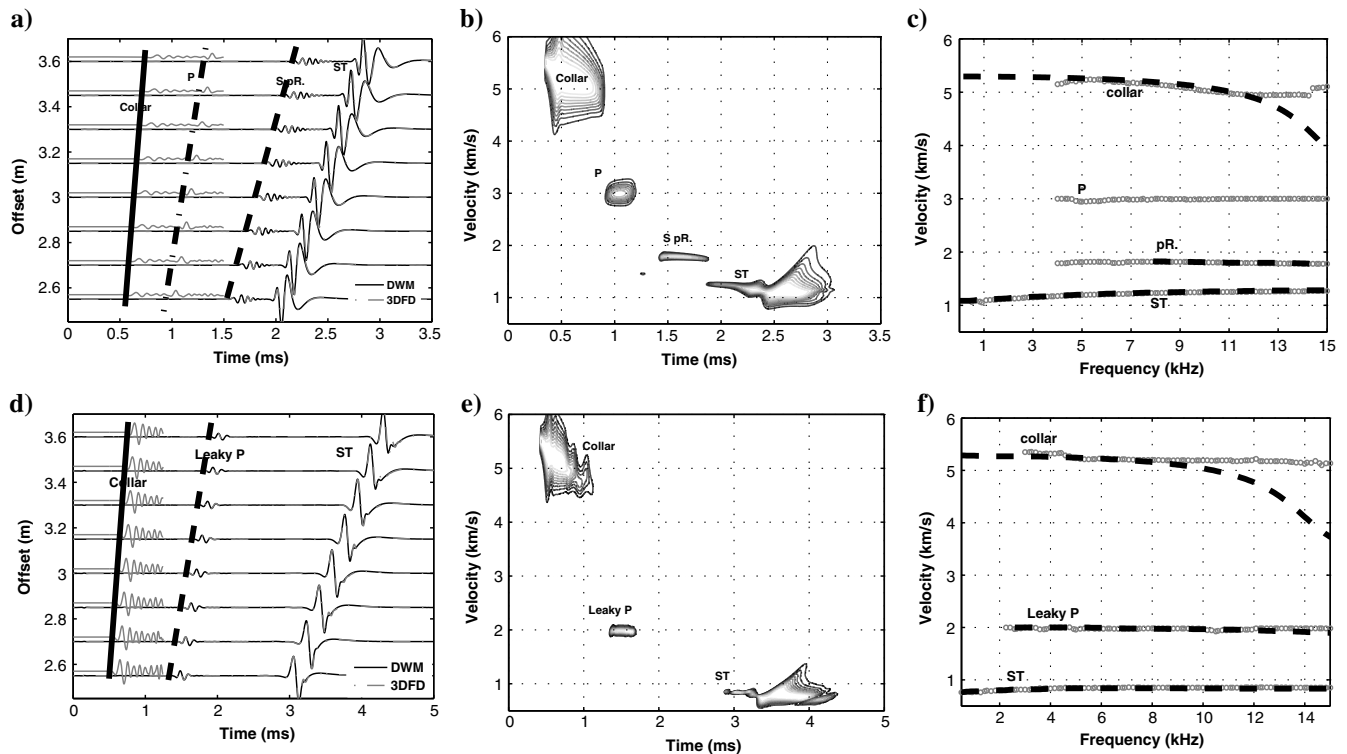 a)
3.6
3.4
3.2
3
2.8
2.6
Offset (m)
0 0.5 1 1.5 2 2.5 3 3.5
Time (ms)
Collar
P
S pR.
ST
DWM
3DFD
b)
6
5
4
3
2
1
Velocity (km/s)
0 0.5 1 1.5 2 2.5 3 3.5
Time (ms)
Collar
P
S pR.
ST
c)
6
5
4
3
2
1
Velocity (km/s)
1 3 5 7 9 11 13 15
Frequency (kHz)
collar
P
pR.
ST
d)
3.6
3.4
3.2
3
2.8
2.6
Offset (m)
0 1 2 3 4 5
Time (ms)
Collar
Leaky P
ST
DWM
3DFD
e)
6
5
4
3
2
1
Velocity (km/s)
0 1 2 3 4 5
Time (ms)
Collar
Leaky P
ST
f)
6
5
4
3
2
1
Velocity (km/s)
2 4 6 8 10 12 14
Frequency (kHz)
collar
Leaky P
ST